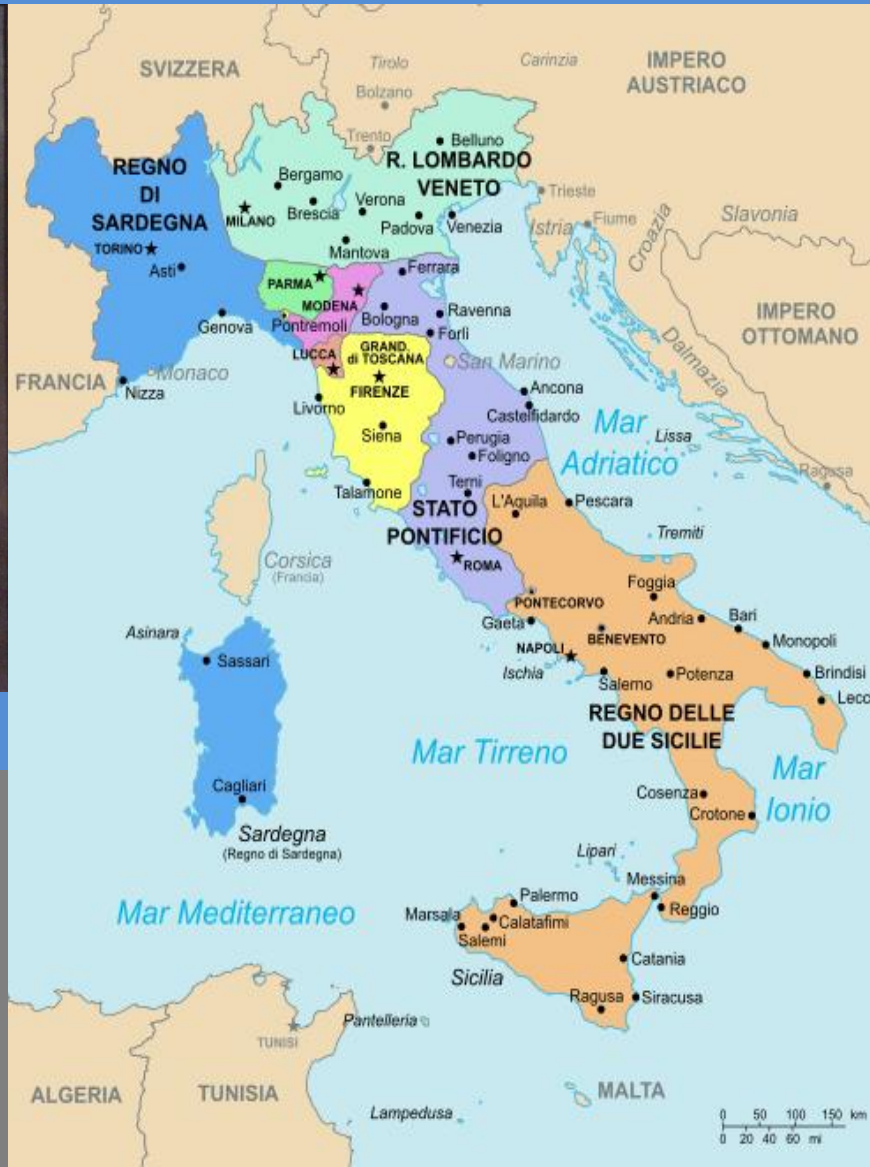 SVIZZERA
Tirolo
Carinzia
IMPERO
AUSTRIACO
Bolzano
Trento
Belluno
REGNO
DI
SARDEGNA
R. LOMBARDO
VENETO
Bergamo
Brescia
MILANO
Verona
Padova
Venezia
Mantova
Trieste
Istria
Fiume
Croazia
Slavonia
TORINO
Asti
PARMA
MODENA
Ferrara
Bologna
Ravenna
Forlì
Genova
Pontremoli
IMPERO
OTTOMANO
Dalmazia
LUCCA
GRAND.
di TOSCANA
FIRENZE
San Marino
FRANCIA
Monaco
Nizza
Livorno
Siena
Ancona
Castelfidardo
Perugia
Foligno
Mar
Adriatico
Lissa
Ragusa
Talamone
Terni
STATO
PONTIFICIO
ROMA
L'Aquila
Pescara
Tremiti
Corsica
(Francia)
Foggia
PONTECORVO
Gaeta
Andria
Bari
BENEVENTO
Monopoli
NAPOLI
Ischia
Asinara
Sassari
Salerno
Potenza
Brindisi
Lecc
REGNO DELLE
DUE SICILIE
Mar Tirreno
Mar
Ionio
Cagliari
Sardegna
(Regno di Sardegna)
Cosenza
Crotone
Lipari
Messina
Reggio
Mar Mediterraneo
Palermo
Marsala
Calatafimi
Salemi
Sicilia
Catania
Ragusa
Siracusa
Pantelleria
TUNISI
ALGERIA
TUNISIA
MALTA
Lampedusa
0 50 100 150 km
0 20 40 60 mi